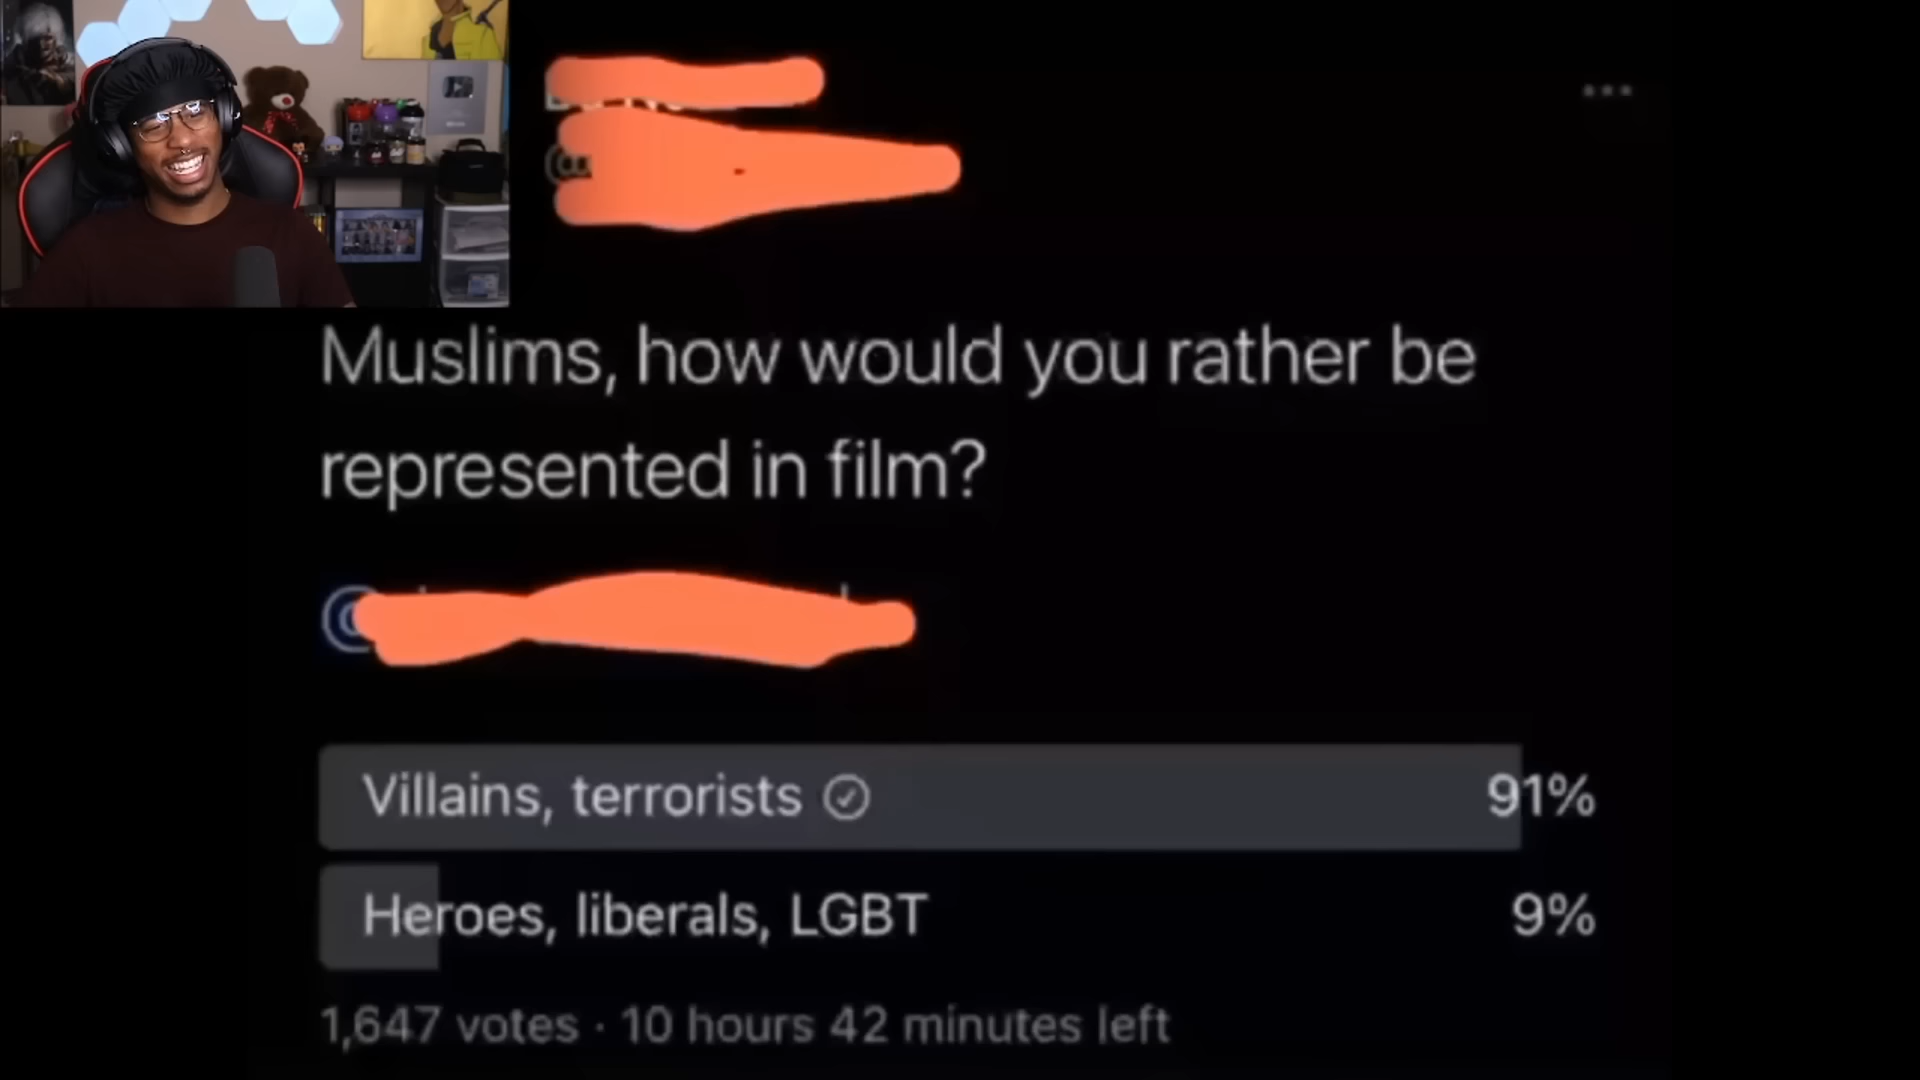 Muslims, how would you rather be
represented in film?
@
Villains, terrorists
91%
Heroes, liberals, LGBT
9%
1,647 votes · 10 hours 42 minutes left